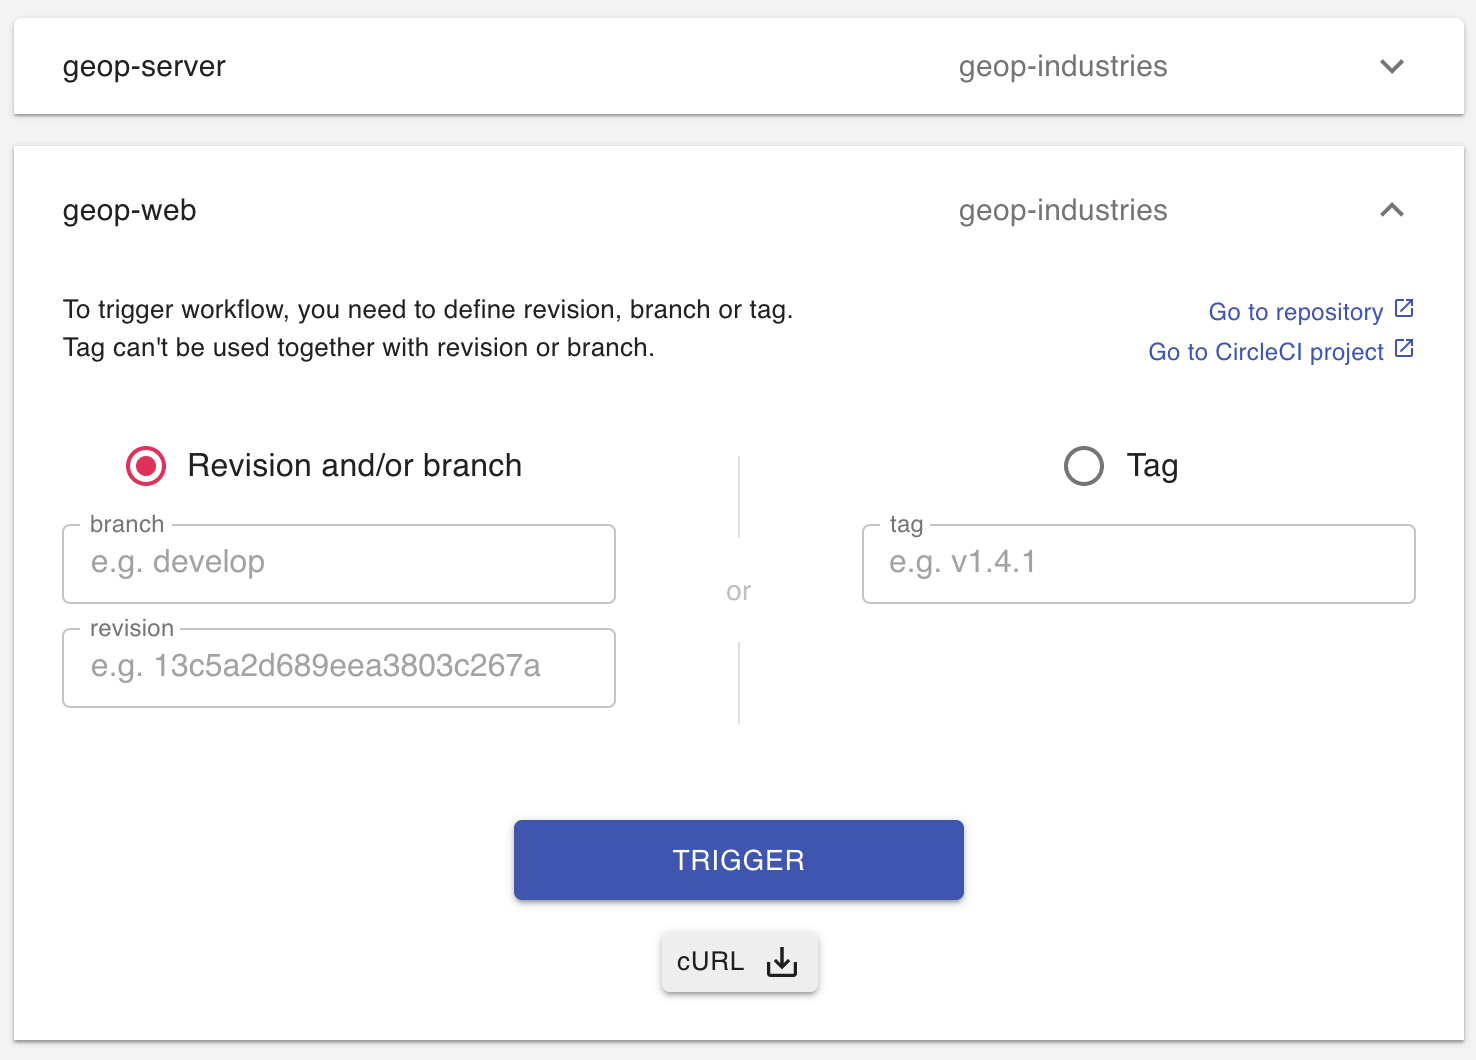 geop-server geop-industries
geop-web geop-industries
To trigger workflow, you need to define revision, branch or tag.
Tag can't be used together with revision or branch.
Go to repository
Go to CircleCI project
Revision and/or branch
branch
e.g. develop
revision
e.g. 13c5a2d689eea3803c267a
or
Tag
tag
e.g. v1.4.1
TRIGGER
cURL